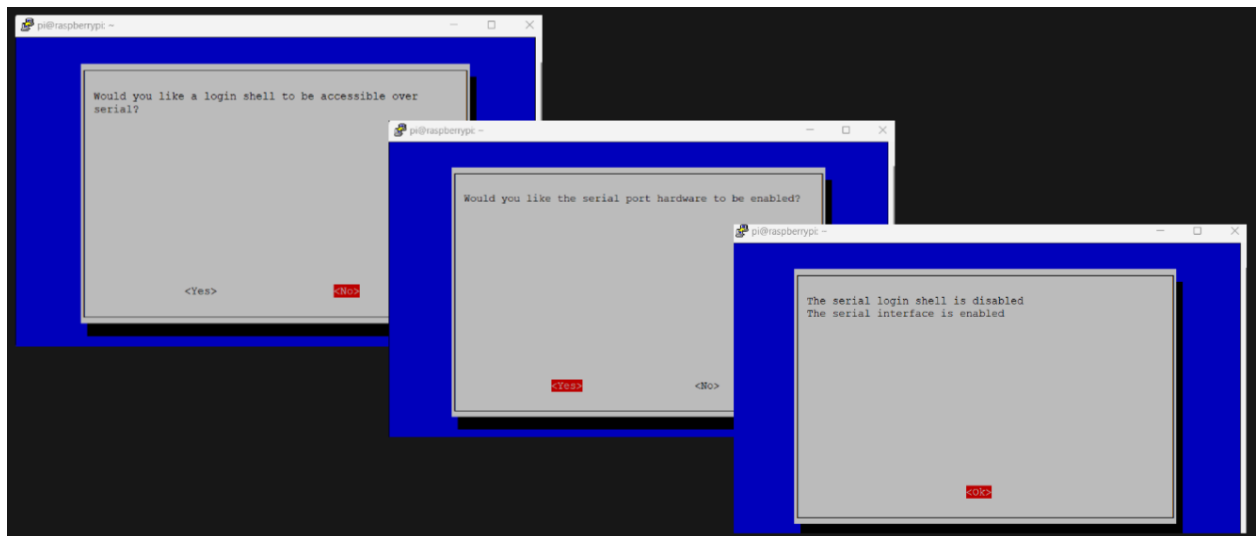 pi@raspberrypi: ~
Would you like a login shell to be accessible over
serial?
<Yes> <No>
pi@raspberrypi: ~
Would you like the serial port hardware to be enabled?
<Yes> <No>
pi@raspberrypi: ~
The serial login shell is disabled
The serial interface is enabled
<Ok>